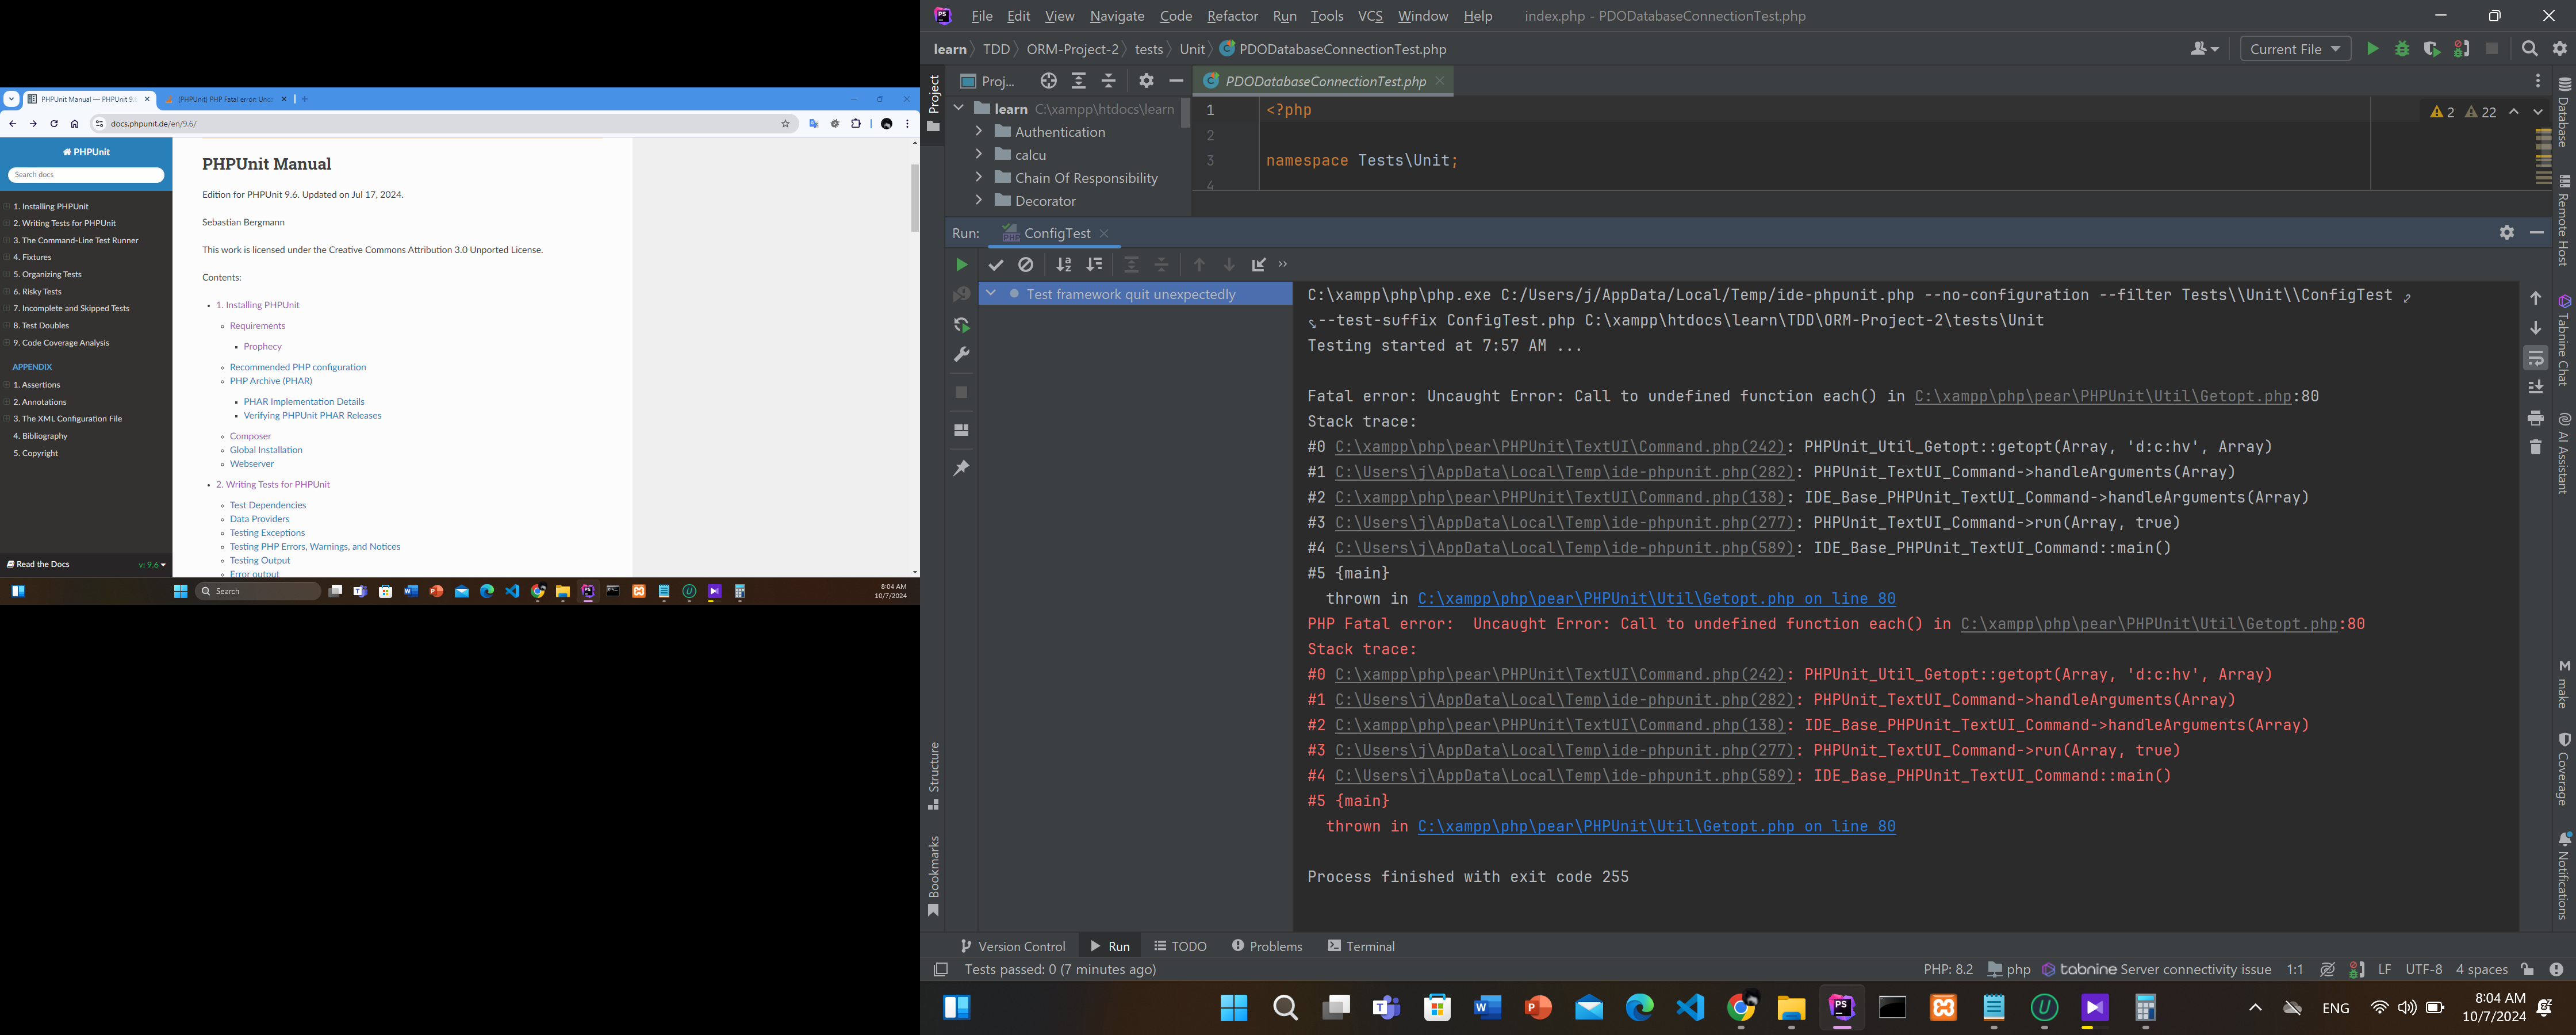 PHPUnit Manual — PHPUnit 9.6
(PHPUnit) PHP Fatal error: Unc
docs.phpunit.de/en/9.6/
PHPUnit
Search docs
1. Installing PHPUnit
2. Writing Tests for PHPUnit
3. The Command-Line Test Runner
4. Fixtures
5. Organizing Tests
6. Risky Tests
7. Incomplete and Skipped Tests
8. Test Doubles
9. Code Coverage Analysis
APPENDIX
1. Assertions
2. Annotations
3. The XML Configuration File
4. Bibliography
5. Copyright
Read the Docs
v: 9.6
PHPUnit Manual
Edition for PHPUnit 9.6. Updated on Jul 17, 2024.
Sebastian Bergmann
This work is licensed under the Creative Commons Attribution 3.0 Unported License.
Contents:
1. Installing PHPUnit
Requirements
Prophecy
Recommended PHP configuration
PHP Archive (PHAR)
PHAR Implementation Details
Verifying PHPUnit PHAR Releases
Composer
Global Installation
Webserver
2. Writing Tests for PHPUnit
Test Dependencies
Data Providers
Testing Exceptions
Testing PHP Errors, Warnings, and Notices
Testing Output
Error output
Search
8:04 AM
10/7/2024
File Edit View Navigate Code Refactor Run Tools VCS Window Help index.php - PDODatabaseConnectionTest.php
learn TDD ORM-Project-2 tests Unit PDODatabaseConnectionTest.php
Current File
Project
Proj...
PDODatabaseConnectionTest.php
learn C:\xampp\htdocs\learn
Authentication
calcu
Chain Of Responsibility
Decorator
1 <?php
2
3 namespace Tests\Unit;
4
2 22
Run: ConfigTest
Test framework quit unexpectedly
C:\xampp\php\php.exe C:/Users/j/AppData/Local/Temp/ide-phpunit.php --no-configuration --filter Tests\\Unit\\ConfigTest
--test-suffix ConfigTest.php C:\xampp\htdocs\learn\TDD\ORM-Project-2\tests\Unit
Testing started at 7:57 AM ...
Fatal error: Uncaught Error: Call to undefined function each() in C:\xampp\php\pear\PHPUnit\Util\Getopt.php:80
Stack trace:
#0 C:\xampp\php\pear\PHPUnit\TextUI\Command.php(242): PHPUnit_Util_Getopt::getopt(Array, 'd:c:hv', Array)
#1 C:\Users\j\AppData\Local\Temp\ide-phpunit.php(282): PHPUnit_TextUI_Command->handleArguments(Array)
#2 C:\xampp\php\pear\PHPUnit\TextUI\Command.php(138): IDE_Base_PHPUnit_TextUI_Command->handleArguments(Array)
#3 C:\Users\j\AppData\Local\Temp\ide-phpunit.php(277): PHPUnit_TextUI_Command->run(Array, true)
#4 C:\Users\j\AppData\Local\Temp\ide-phpunit.php(589): IDE_Base_PHPUnit_TextUI_Command::main()
#5 {main}
thrown in C:\xampp\php\pear\PHPUnit\Util\Getopt.php on line 80
PHP Fatal error:  Uncaught Error: Call to undefined function each() in C:\xampp\php\pear\PHPUnit\Util\Getopt.php:80
Stack trace:
#0 C:\xampp\php\pear\PHPUnit\TextUI\Command.php(242): PHPUnit_Util_Getopt::getopt(Array, 'd:c:hv', Array)
#1 C:\Users\j\AppData\Local\Temp\ide-phpunit.php(282): PHPUnit_TextUI_Command->handleArguments(Array)
#2 C:\xampp\php\pear\PHPUnit\TextUI\Command.php(138): IDE_Base_PHPUnit_TextUI_Command->handleArguments(Array)
#3 C:\Users\j\AppData\Local\Temp\ide-phpunit.php(277): PHPUnit_TextUI_Command->run(Array, true)
#4 C:\Users\j\AppData\Local\Temp\ide-phpunit.php(589): IDE_Base_PHPUnit_TextUI_Command::main()
#5 {main}
thrown in C:\xampp\php\pear\PHPUnit\Util\Getopt.php on line 80
Process finished with exit code 255
Structure
Bookmarks
Database
Remote Host
Tabnine Chat
AI Assistant
make
Coverage
Notifications
Version Control Run TODO Problems Terminal
Tests passed: 0 (7 minutes ago)
PHP: 8.2 php tabnine Server connectivity issue 1:1 LF UTF-8 4 spaces
ENG
8:04 AM
10/7/2024